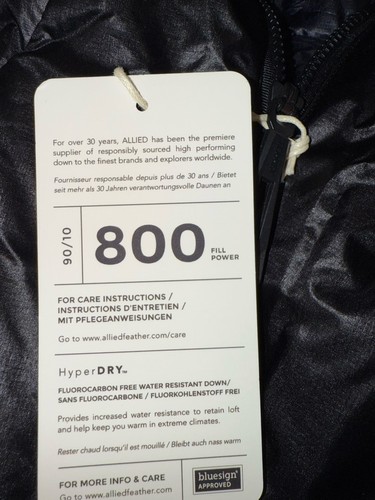 For over 30 years, ALLIED has been the premiere
supplier of responsibly sourced high performing
down to the finest brands and explorers worldwide.
Fournisseur responsable depuis plus de 30 ans / Bietet
seit mehr als 30 Jahren verantwortungsvolle Daunen an
90/10
800
FILL
POWER
FOR CARE INSTRUCTIONS /
INSTRUCTIONS D'ENTRETIEN /
MIT PFLEGEANWEISUNGEN
Go to www.alliedfeather.com/care
HyperDRY™
FLUOROCARBON FREE WATER RESISTANT DOWN/
SANS FLUOROCARBONE / FLUORKOHLENSTOFF FREI
Provides increased water resistance to retain loft
and help keep you warm in extreme climates.
Rester chaud lorsqu'il est mouillé / Bleibt auch nass warm
FOR MORE INFO & CARE
Go to www.alliedfeather.com
bluesign®
APPROVED